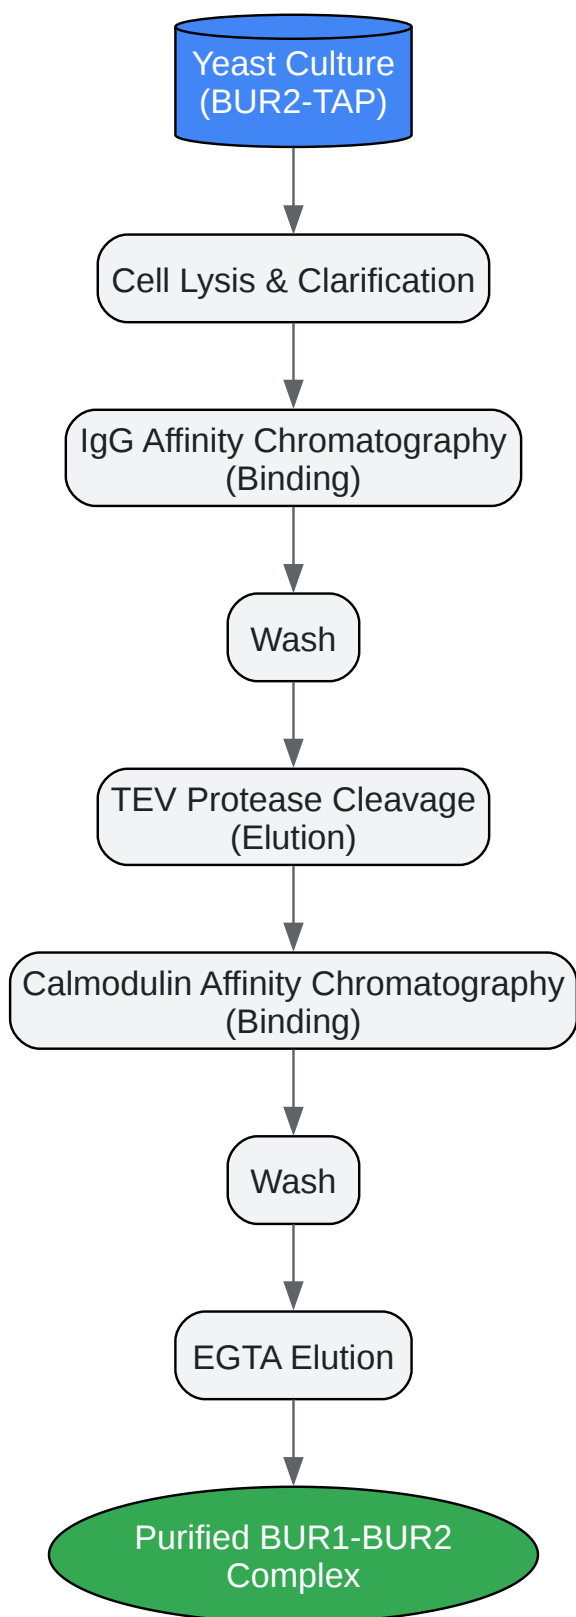 Yeast Culture
(BUR2-TAP)
Cell Lysis & Clarification
IgG Affinity Chromatography
(Binding)
Wash
TEV Protease Cleavage
(Elution)
Calmodulin Affinity Chromatography
(Binding)
Wash
EGTA Elution
Purified BUR1-BUR2
Complex